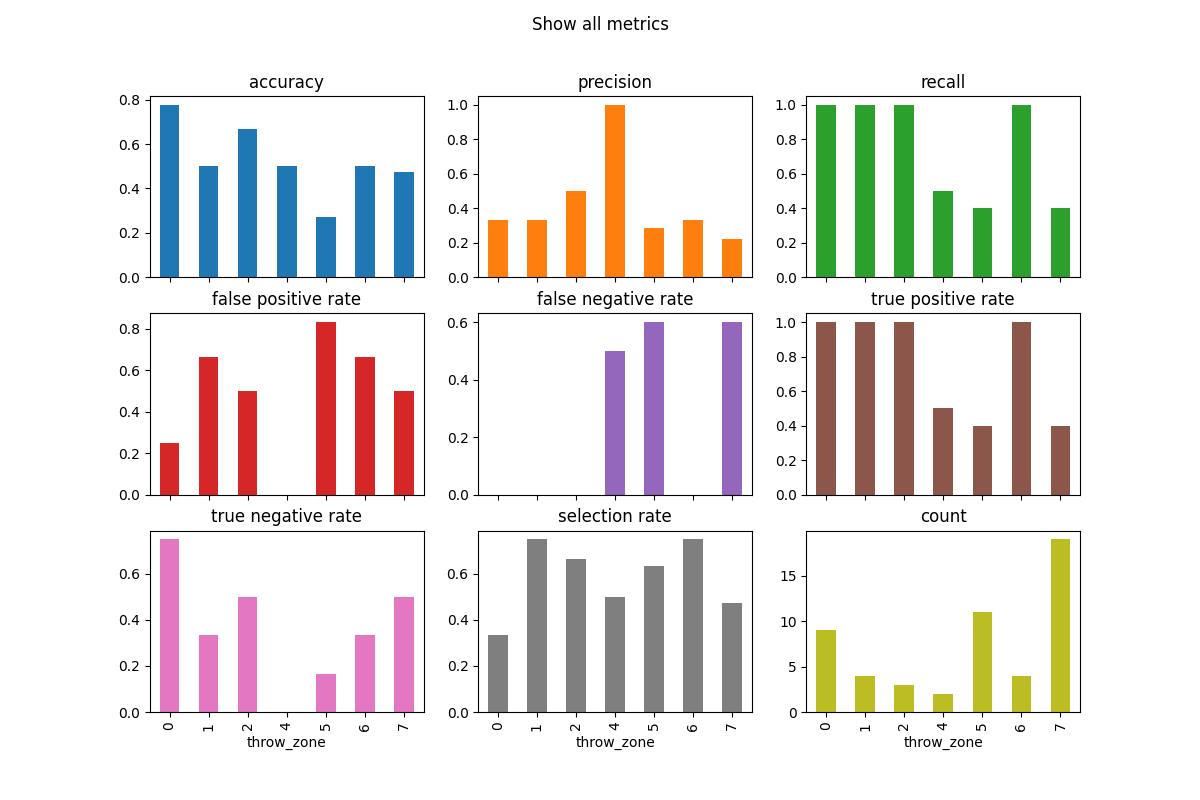 Show all metrics
accuracy
0.8
0.6
0.4
0.2
0.0
precision
1.0
0.8
0.6
0.4
0.2
0.0
recall
1.0
0.8
0.6
0.4
0.2
0.0
false positive rate
0.8
0.6
0.4
0.2
0.0
false negative rate
0.6
0.4
0.2
0.0
true positive rate
1.0
0.8
0.6
0.4
0.2
0.0
true negative rate
0.6
0.4
0.2
0.0
0 1 2 4 5 6 7
throw_zone
selection rate
0.6
0.4
0.2
0.0
0 1 2 4 5 6 7
throw_zone
count
15
10
5
0
0 1 2 4 5 6 7
throw_zone